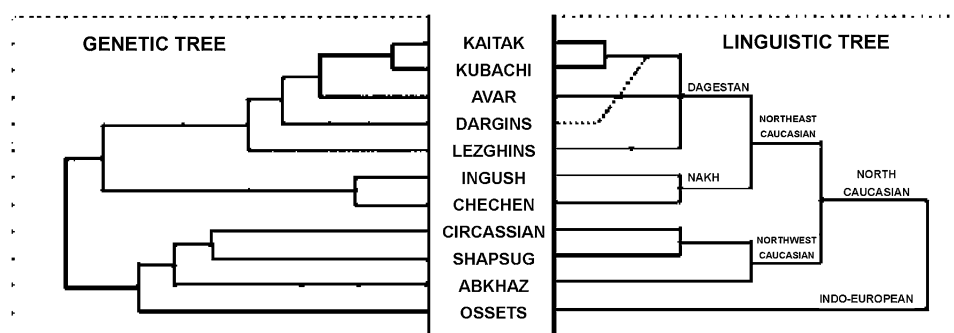 GENETIC TREE
LINGUISTIC TREE
KAITAK
KUBACHI
AVAR
DARGINS
LEZGHINS
INGUSH
CHECHEN
CIRCASSIAN
SHAPSUG
ABKHAZ
OSSETS
DAGESTAN
NORTHEAST
CAUCASIAN
NAKH
NORTH
CAUCASIAN
NORTHWEST
CAUCASIAN
INDO-EUROPEAN